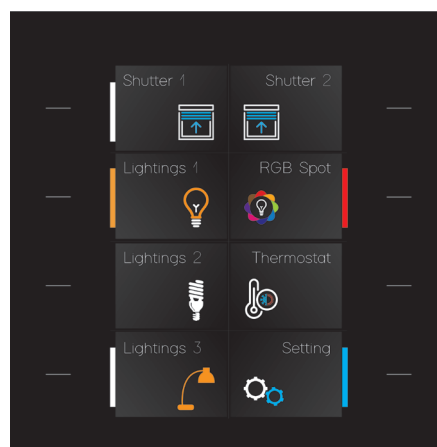 Shutter 1
Shutter 2
Lightings 1
RGB Spot
Lightings 2
Thermostat
Lightings 3
Setting